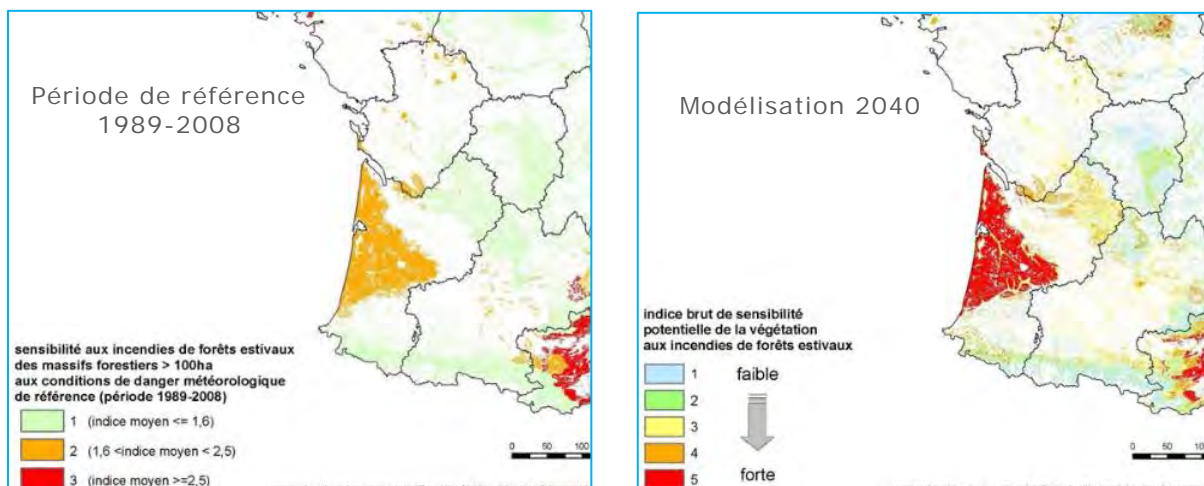 Période de référence
1989-2008
sensibilité aux incendies de forêts estivaux
des massifs forestiers > 100ha
aux conditions de danger météorologique
de référence (période 1989-2008)
1 (indice moyen <= 1,6)
2 (1,6 <indice moyen < 2,5)
3 (indice moyen >=2,5)
0 50 100
Modélisation 2040
indice brut de sensibilité
potentielle de la végétation
aux incendies de forêts estivaux
1 faible
2
3
4
5 forte
0 50 100